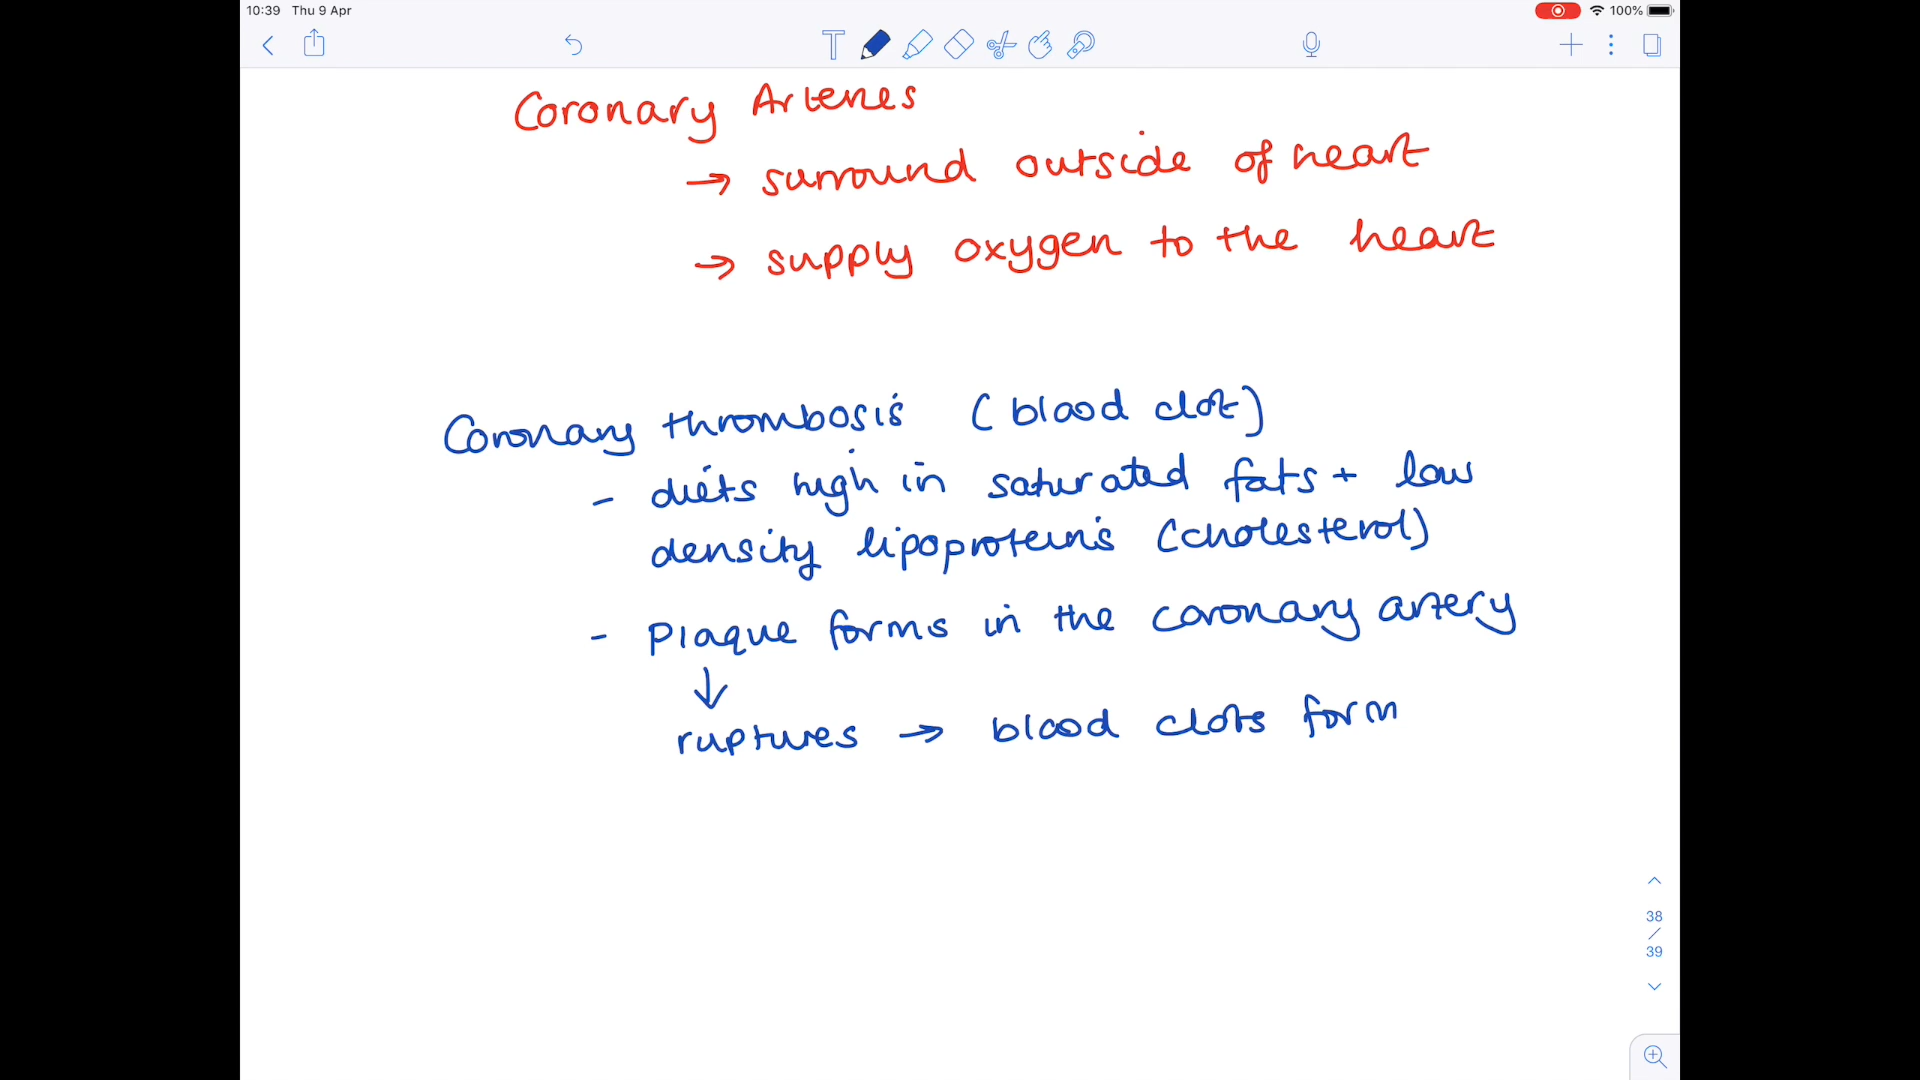 10:39 Thu 9 Apr 100%
T
Coronary Arteries
→ surround outside of heart
→ supply oxygen to the heart
Coronary thrombosis (blood clot)
- diets high in saturated fats + low
density lipoproteins (cholesterol)
- Plaque forms in the coronary artery
↓
ruptures → blood clots form
38
/
39